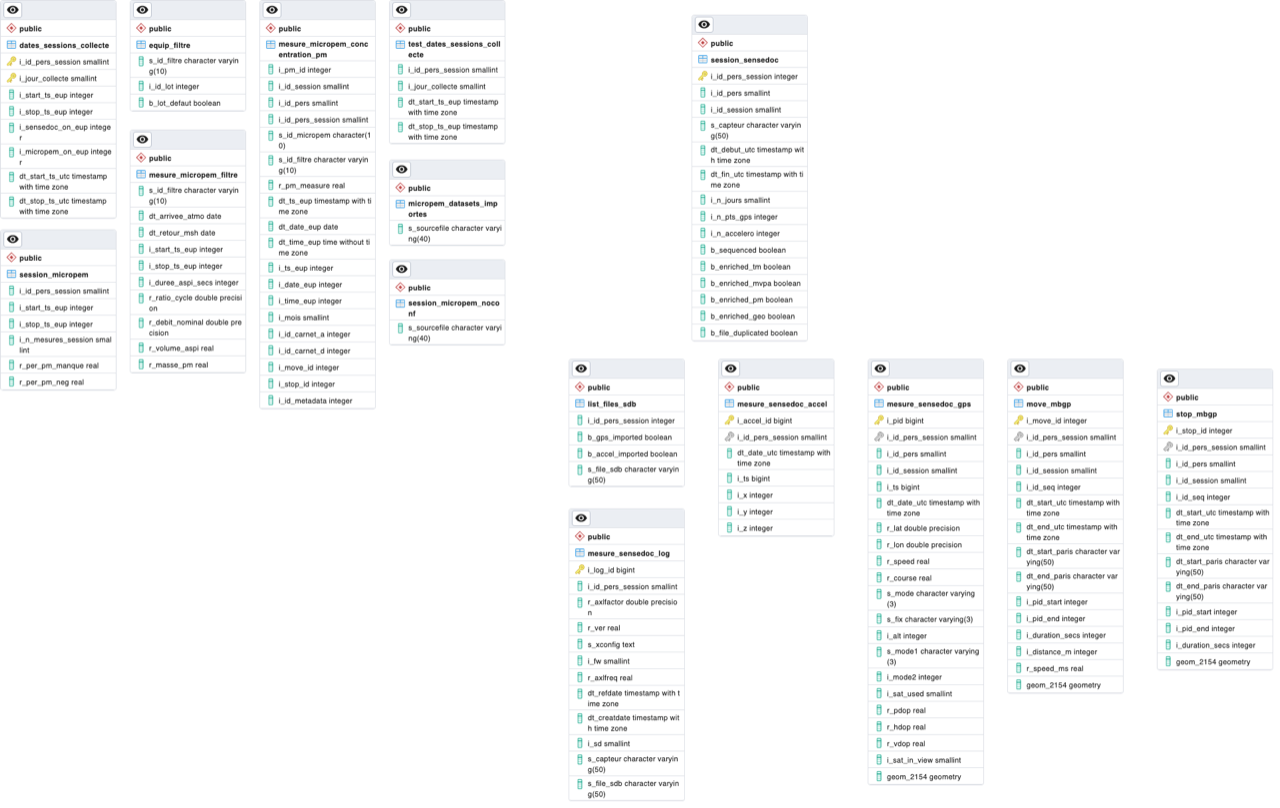 public
dates_sessions_collecte
i_id_pers_session smallint
i_jour_collecte smallint
i_start_ts_eup integer
i_stop_ts_eup integer
i_sensedoc_on_eup intege
r
i_micropem_on_eup intege
r
dt_start_ts_utc timestamp
with time zone
dt_stop_ts_utc timestamp
with time zone
public
session_micropem
i_id_pers_session smallint
i_start_ts_eup integer
i_stop_ts_eup integer
i_n_mesures_session smal
lint
r_per_pm_manque real
r_per_pm_neg real
public
equip_filtre
s_id_filtre character varyin
g(10)
i_id_lot integer
b_lot_defaut boolean
public
mesure_micropem_filtre
s_id_filtre character varyin
g(10)
dt_arrivee_atmo date
dt_retour_msh date
i_start_ts_eup integer
i_stop_ts_eup integer
i_duree_aspi_secs integer
r_ratio_cycle double precisi
on
r_debit_nominal double pre
cision
r_volume_aspi real
r_masse_pm real
public
mesure_micropem_conc
entration_pm
i_pm_id integer
i_id_session smallint
i_id_pers smallint
i_id_pers_session smallint
s_id_micropem character(1
0)
s_id_filtre character varyin
g(10)
r_pm_measure real
dt_ts_eup timestamp with ti
me zone
dt_date_eup date
dt_time_eup time without ti
me zone
i_ts_eup integer
i_date_eup integer
i_time_eup integer
i_mois smallint
i_id_carnet_a integer
i_id_carnet_d integer
i_move_id integer
i_stop_id integer
i_id_metadata integer
public
test_dates_sessions_coll
ecte
i_id_pers_session smallint
i_jour_collecte smallint
dt_start_ts_eup timestamp
with time zone
dt_stop_ts_eup timestamp
with time zone
public
micropem_datasets_imp
ortes
s_sourcefile character varyi
ng(40)
public
session_micropem_noco
nf
s_sourcefile character varyi
ng(40)
public
session_sensedoc
i_id_pers_session integer
i_id_pers smallint
i_id_session smallint
s_capteur character varyin
g(50)
dt_debut_utc timestamp wit
h time zone
dt_fin_utc timestamp with ti
me zone
i_n_jours smallint
i_n_pts_gps integer
i_n_accelero integer
b_sequenced boolean
b_enriched_tm boolean
b_enriched_mvpa boolean
b_enriched_pm boolean
b_enriched_geo boolean
b_file_duplicated boolean
public
list_files_sdb
i_id_pers_session integer
b_gps_imported boolean
b_accel_imported boolean
s_file_sdb character varyin
g(50)
public
mesure_sensedoc_log
i_log_id bigint
i_id_pers_session smallint
r_axlfactor double precisio
n
r_ver real
s_xconfig text
i_fw smallint
r_axlfreq real
dt_refdate timestamp with t
ime zone
dt_creatdate timestamp wit
h time zone
i_sd smallint
s_capteur character varyin
g(50)
s_file_sdb character varyin
g(50)
public
mesure_sensedoc_accel
i_accel_id bigint
i_id_pers_session smallint
dt_date_utc timestamp with
time zone
i_ts bigint
i_x integer
i_y integer
i_z integer
public
mesure_sensedoc_gps
i_pid bigint
i_id_pers_session smallint
i_id_pers smallint
i_id_session smallint
i_ts bigint
dt_date_utc timestamp with
time zone
r_lat double precision
r_lon double precision
r_speed real
r_course real
s_mode character varying
(3)
s_fix character varying(3)
i_alt integer
s_mode1 character varying
(3)
i_mode2 integer
i_sat_used smallint
r_pdop real
r_hdop real
r_vdop real
i_sat_in_view smallint
geom_2154 geometry
public
move_mbgp
i_move_id integer
i_id_pers_session smallint
i_id_pers smallint
i_id_session smallint
i_id_seq integer
dt_start_utc timestamp with
time zone
dt_end_utc timestamp with
time zone
dt_start_paris character var
ying(50)
dt_end_paris character var
ying(50)
i_pid_start integer
i_pid_end integer
i_duration_secs integer
i_distance_m integer
r_speed_ms real
geom_2154 geometry
public
stop_mbgp
i_stop_id integer
i_id_pers_session smallint
i_id_pers smallint
i_id_session smallint
i_id_seq integer
dt_start_utc timestamp with
time zone
dt_end_utc timestamp with
time zone
dt_start_paris character var
ying(50)
dt_end_paris character var
ying(50)
i_pid_start integer
i_pid_end integer
i_duration_secs integer
geom_2154 geometry